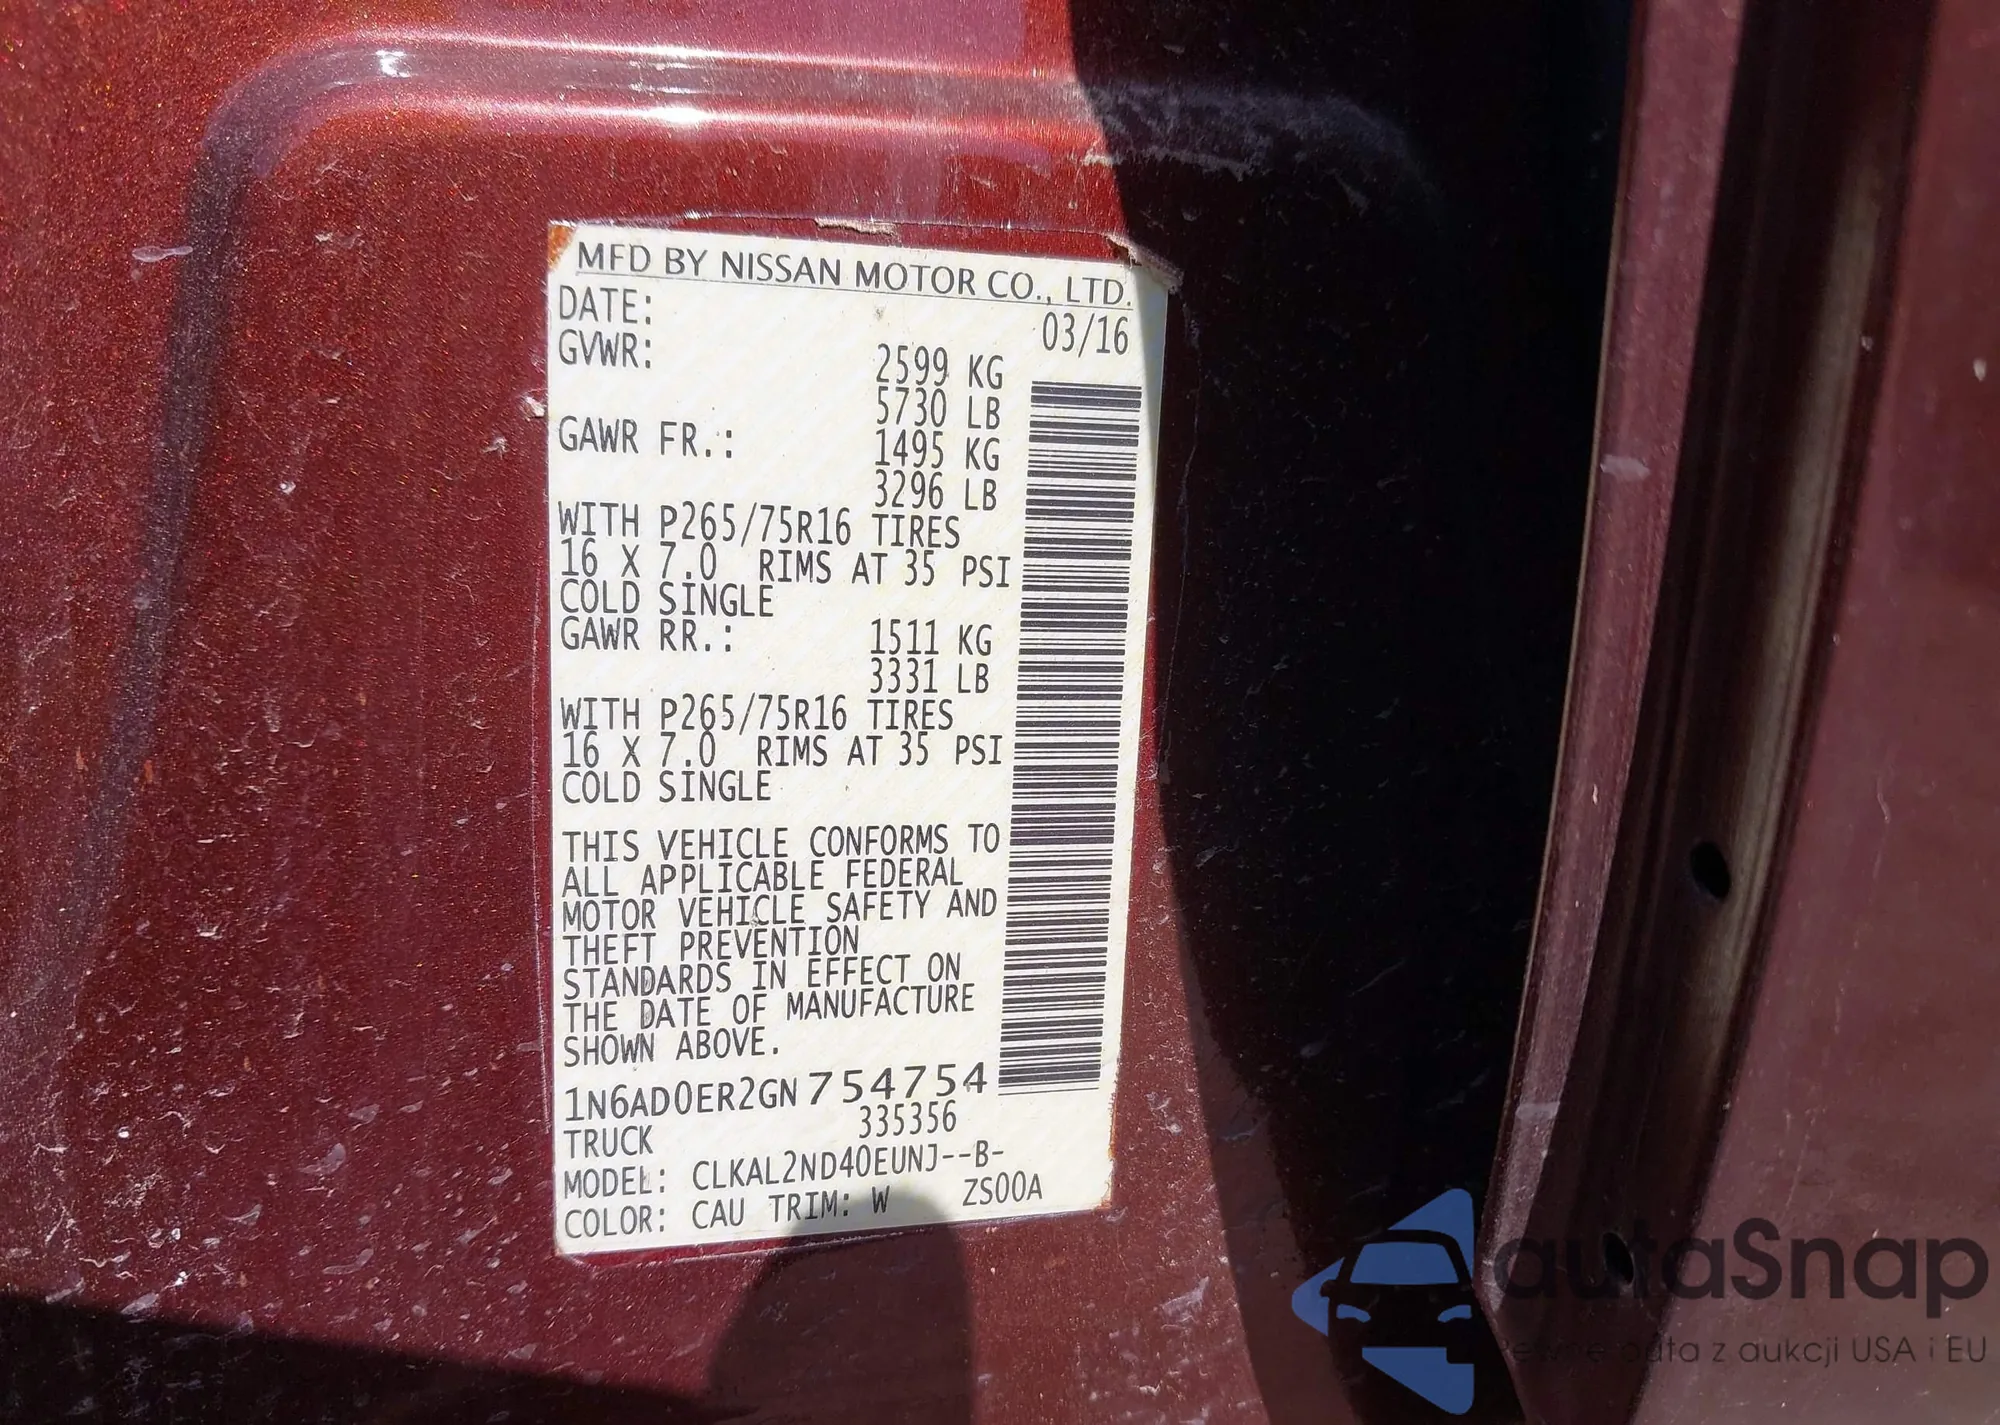 MFD BY NISSAN MOTOR CO., LTD.
DATE: 03/16
GVWR: 2599 KG
5730 LB
GAWR FR.: 1495 KG
3296 LB
WITH P265/75R16 TIRES
16 X 7.0 RIMS AT 35 PSI
COLD SINGLE
GAWR RR.: 1511 KG
3331 LB
WITH P265/75R16 TIRES
16 X 7.0 RIMS AT 35 PSI
COLD SINGLE
THIS VEHICLE CONFORMS TO
ALL APPLICABLE FEDERAL
MOTOR VEHICLE SAFETY AND
THEFT PREVENTION
STANDARDS IN EFFECT ON
THE DATE OF MANUFACTURE
SHOWN ABOVE.
1N6AD0ER2GN754754
TRUCK 335356
MODEL: CLKAL2ND40EUNJ--B-
COLOR: CAU TRIM: W ZS00A
autaSnap
z aukcji USA i EU